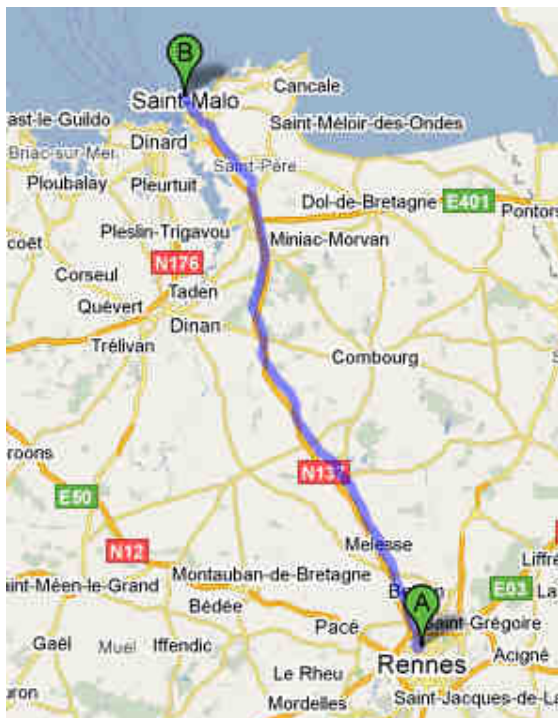 B
Cancale
Saint-Malo
ast-le-Guildo
Saint-Méloir-des-Ondes
Dinard
Briac-sur-Mer
Saint-Père
Ploubalay
Pleurtuit
Dol-de-Bretagne
E401
Pontors
Pleslin-Trigavou
Miniac-Morvan
coët
N176
Corseul
Taden
Quévert
Dinan
Trélivan
Combourg
S
roons
N137
E50
Melesse
N12
Liffré
Montauban-de-Bretagne
E03
La
aint-Méen-le-Grand
Bédée
A
Pacé
Saint-Grégoire
Gaël
Muel
Iffendic
Rennes
Acigné
Le Rheu
uron
Mordelles
Saint-Jacques-de-La